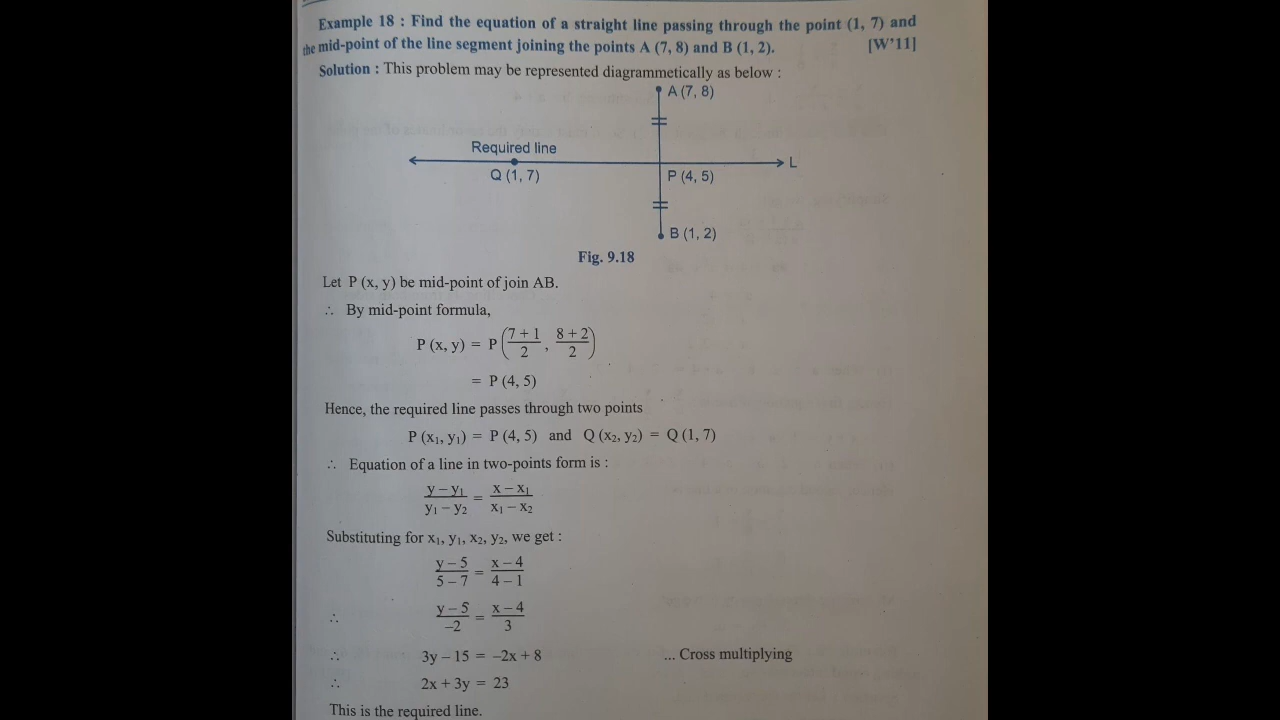 Example 18 : Find the equation of a straight line passing through the point (1, 7) and
the mid-point of the line segment joining the points A (7, 8) and B (1, 2). [W'11]
Solution : This problem may be represented diagrammetically as below :
A (7, 8)
Required line
L
Q (1, 7) P (4, 5)
B (1, 2)
Fig. 9.18
Let P (x, y) be mid-point of join AB.
∴ By mid-point formula,
P (x, y) = P ( (7 + 1)/2 , (8 + 2)/2 )
= P (4, 5)
Hence, the required line passes through two points
P (x₁, y₁) = P (4, 5) and Q (x₂, y₂) = Q (1, 7)
∴ Equation of a line in two-points form is :
(y – y₁)/(y₁ – y₂) = (x – x₁)/(x₁ – x₂)
Substituting for x₁, y₁, x₂, y₂, we get :
(y – 5)/(5 – 7) = (x – 4)/(4 – 1)
∴ (y – 5)/–2 = (x – 4)/3
∴ 3y – 15 = –2x + 8 ... Cross multiplying
∴ 2x + 3y = 23
This is the required line.